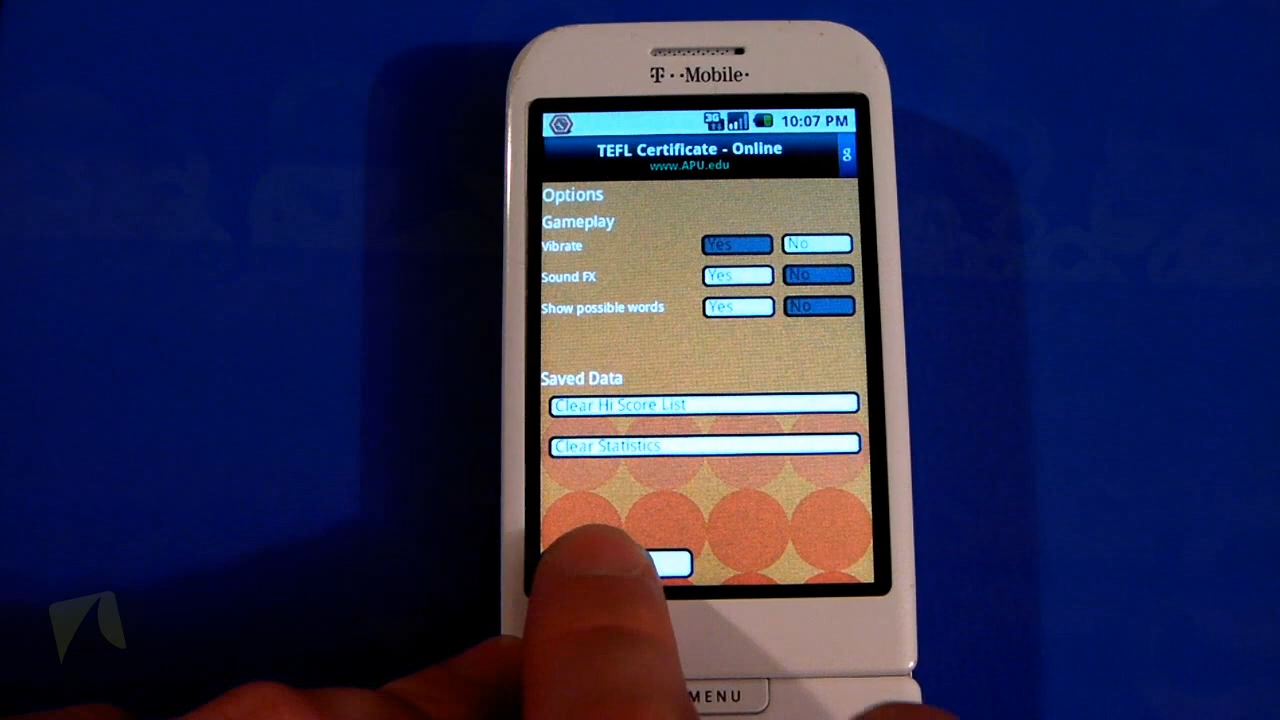 T··Mobile·
3G
10:07 PM
TEFL Certificate - Online
www.APU.edu
g
Options
Gameplay
Vibrate Yes No
Sound FX Yes No
Show possible words Yes No
Saved Data
Clear Hi Score List
Clear Statistics
MENU